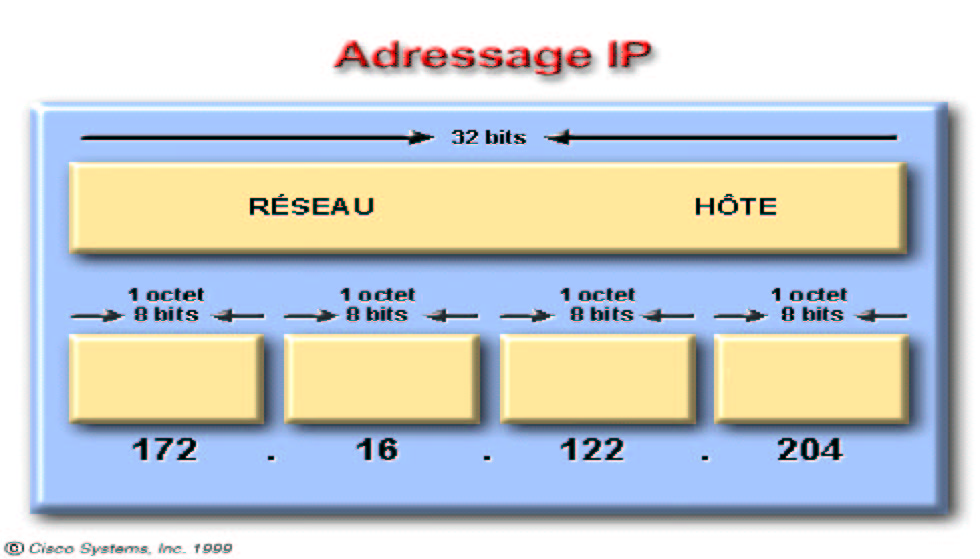 Adressage IP
32 bits
RÉSEAU HÔTE
1 octet 1 octet 1 octet 1 octet
8 bits 8 bits 8 bits 8 bits
172 . 16 . 122 . 204
© Cisco Systems, Inc. 1999